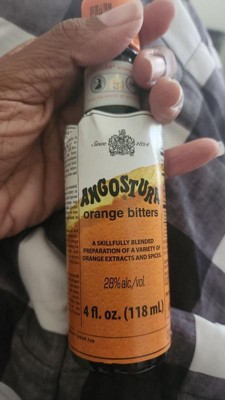 Since 1824
ANGOSTURA
orange bitters
A SKILLFULLY BLENDED
PREPARATION OF A VARIETY OF
ORANGE EXTRACTS AND SPICES.
28% alc/vol
4 fl. oz. (118 mL)